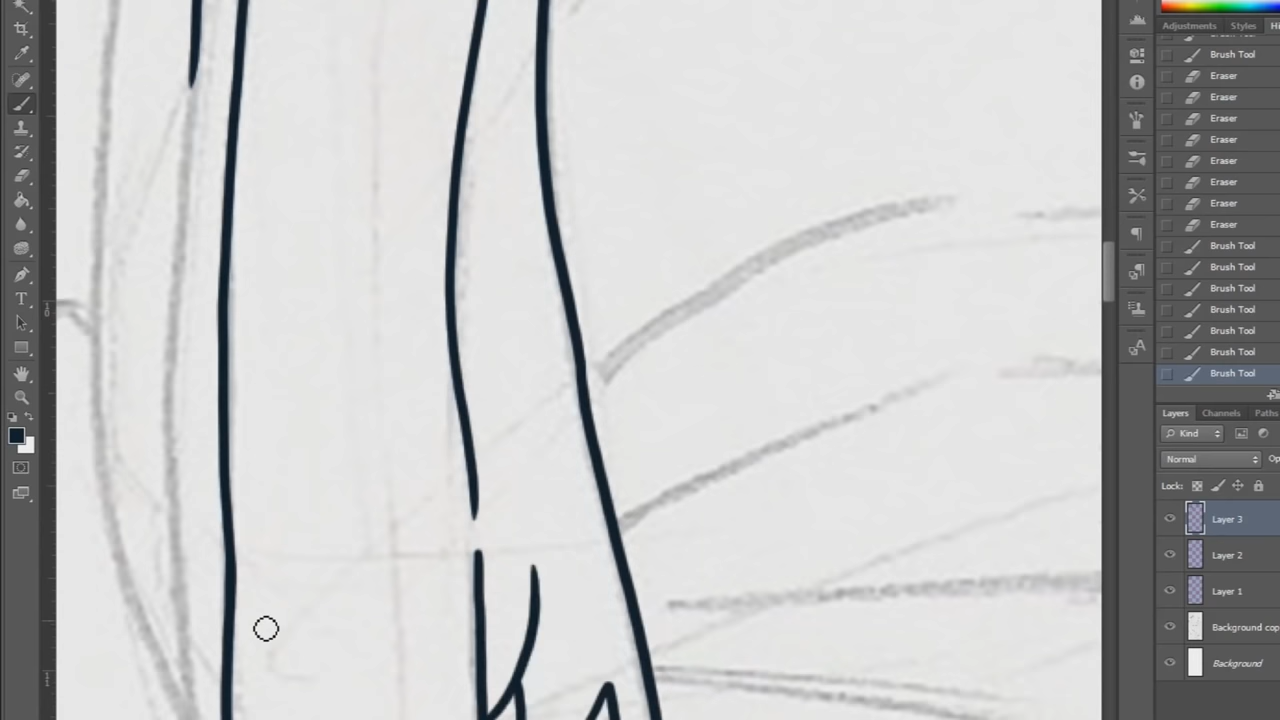 Adjustments Styles Hi
Brush Tool
Eraser
Eraser
Eraser
Eraser
Eraser
Eraser
Eraser
Eraser
Brush Tool
Brush Tool
Brush Tool
Brush Tool
Brush Tool
Brush Tool
Brush Tool
Layers Channels Paths
Kind
Normal Op
Lock:
Layer 3
Layer 2
Layer 1
Background cop
Background